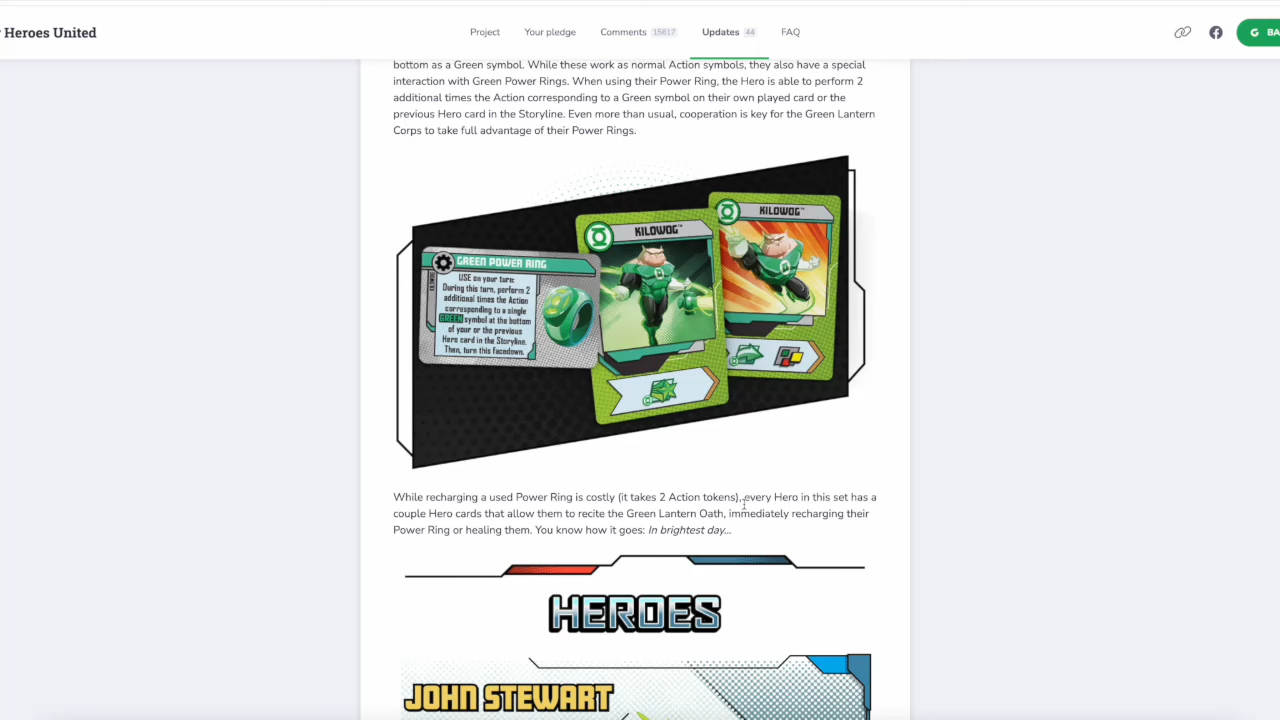 Heroes United
Project
Your pledge
Comments 15617
Updates 44
FAQ
BA
bottom as a Green symbol. While these work as normal Action symbols, they also have a special
interaction with Green Power Rings. When using their Power Ring, the Hero is able to perform 2
additional times the Action corresponding to a Green symbol on their own played card or the
previous Hero card in the Storyline. Even more than usual, cooperation is key for the Green Lantern
Corps to take full advantage of their Power Rings.
GREEN POWER RING
USE on your turn:
During this turn, perform 2
additional times the Action
corresponding to a single
GREEN symbol at the bottom
of your or the previous
Hero card in the Storyline.
Then, turn this facedown.
KILOWOG™
KILOWOG™
While recharging a used Power Ring is costly (it takes 2 Action tokens), every Hero in this set has a
couple Hero cards that allow them to recite the Green Lantern Oath, immediately recharging their
Power Ring or healing them. You know how it goes: In brightest day...
HEROES
JOHN STEWART